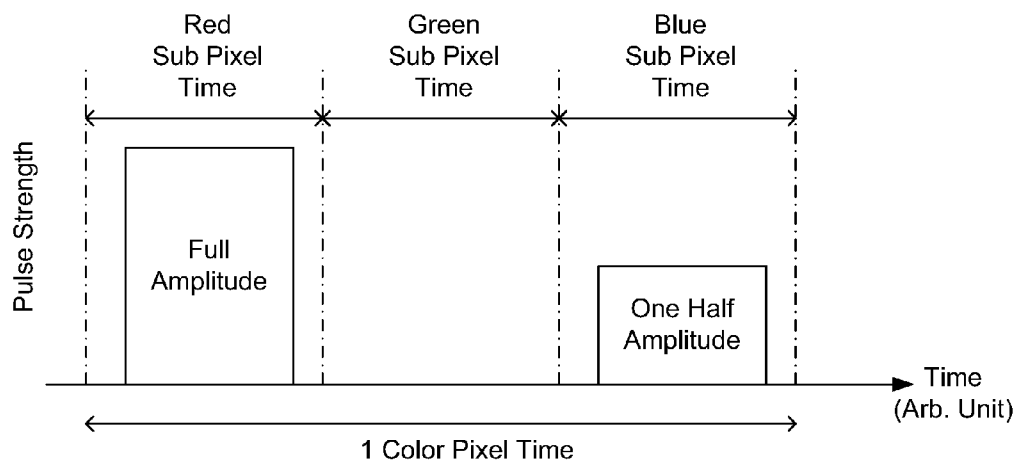 Red
Sub Pixel
Time
Green
Sub Pixel
Time
Blue
Sub Pixel
Time
Pulse Strength
Full
Amplitude
One Half
Amplitude
Time
(Arb. Unit)
1 Color Pixel Time